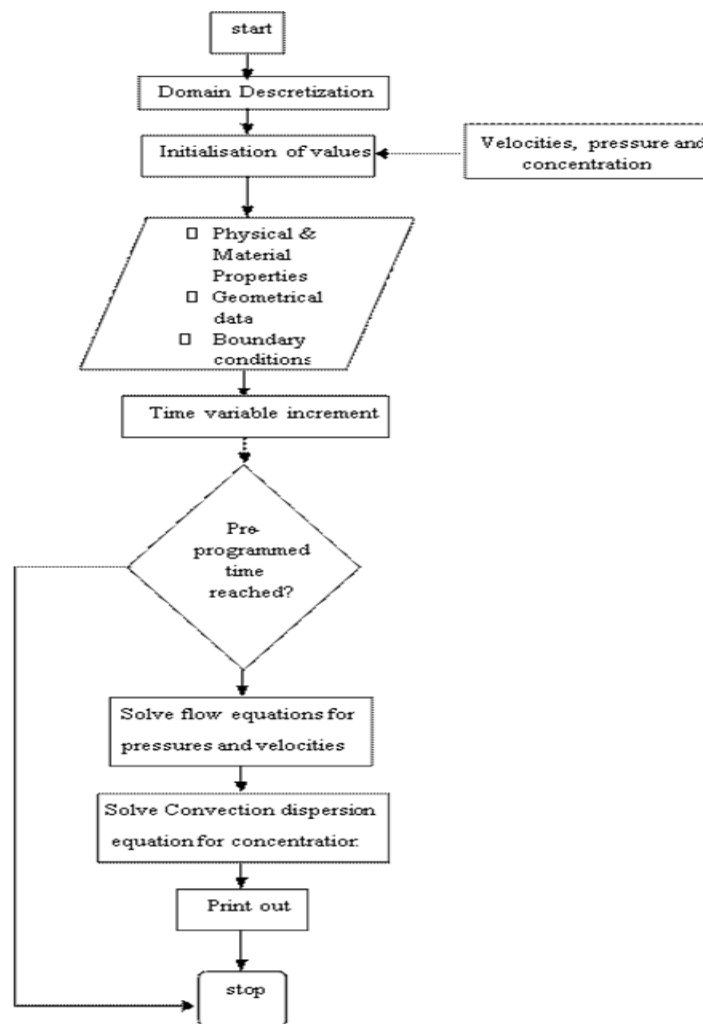 start
Domain Descretization
Initialisation of values
Velocities, pressure and
concentration
Physical &
Material
Properties
Geometrical
data
Boundary
conditions
Time variable increment
Pre-
programmed
time
reached?
Solve flow equations for
pressures and velocities
Solve Convection dispersion
equation for concentration.
Print out
stop